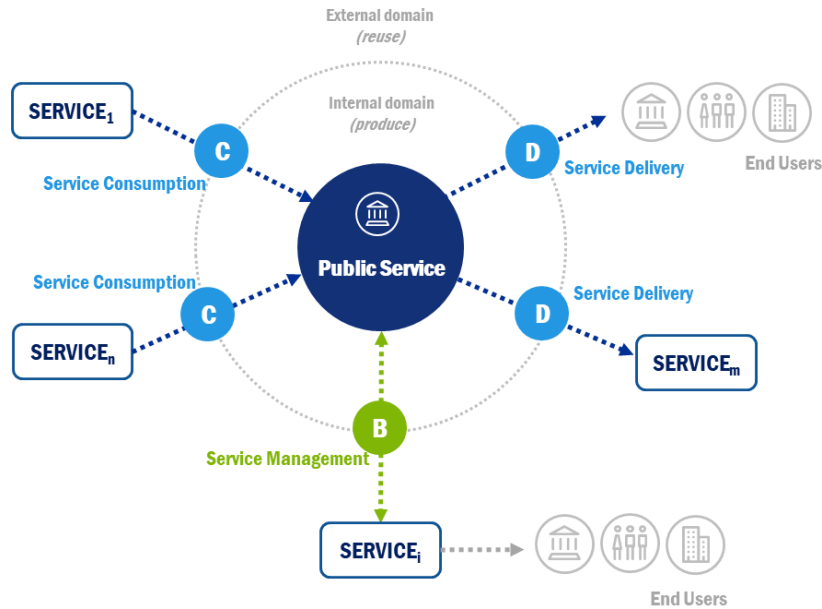 External domain
(reuse)
SERVICE1
Internal domain
(produce)
C
D
Service Consumption
Service Delivery
End Users
Public Service
Service Consumption
Service Delivery
C
D
SERVICEn
SERVICEm
B
Service Management
SERVICEi
End Users